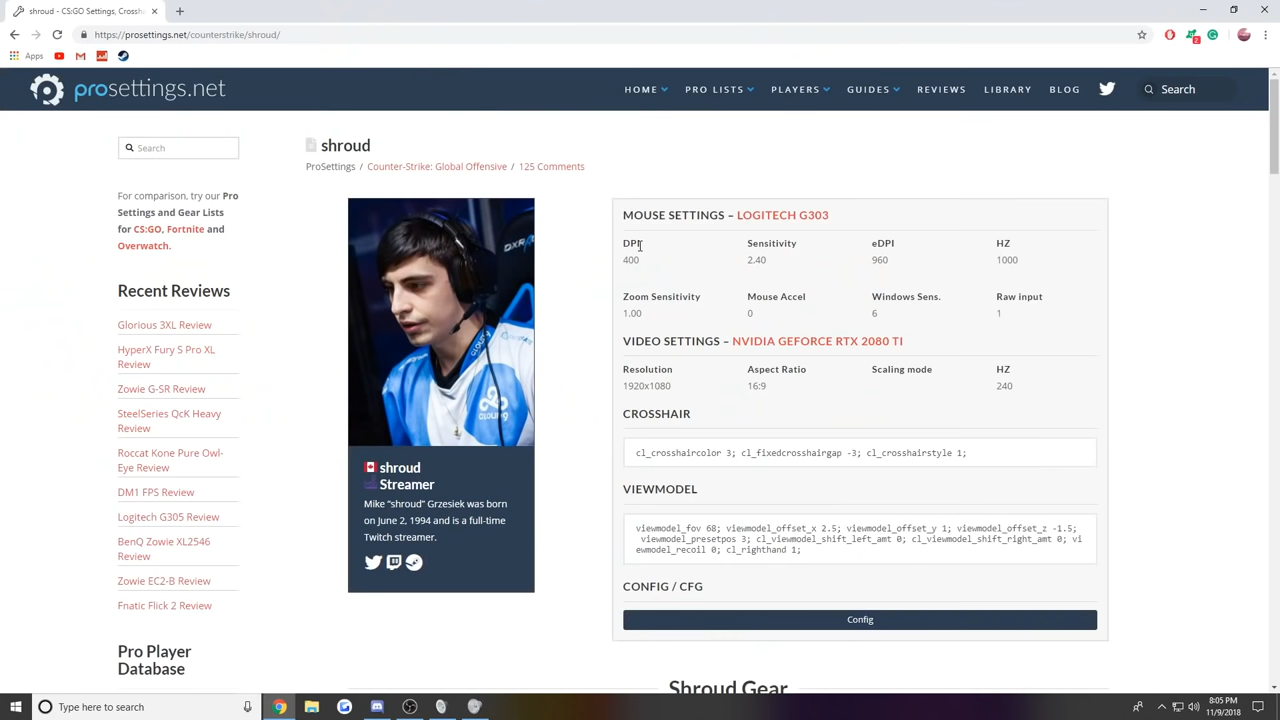 shroud - CS:GO Settings, Crossh
https://prosettings.net/counterstrike/shroud/
Apps
2
prosettings.net
HOME PRO LISTS PLAYERS GUIDES REVIEWS LIBRARY BLOG Search
Search
For comparison, try our Pro
Settings and Gear Lists
for CS:GO, Fortnite and
Overwatch.
Recent Reviews
Glorious 3XL Review
HyperX Fury S Pro XL
Review
Zowie G-SR Review
SteelSeries QcK Heavy
Review
Roccat Kone Pure Owl-
Eye Review
DM1 FPS Review
Logitech G305 Review
BenQ Zowie XL2546
Review
Zowie EC2-B Review
Fnatic Flick 2 Review
Pro Player
Database
shroud
ProSettings / Counter-Strike: Global Offensive / 125 Comments
DXR
CLOUD9
shroud
Streamer
Mike "shroud" Grzesiek was born
on June 2, 1994 and is a full-time
Twitch streamer.
MOUSE SETTINGS – LOGITECH G303
DPI Sensitivity eDPI HZ
400 2.40 960 1000
Zoom Sensitivity Mouse Accel Windows Sens. Raw input
1.00 0 6 1
VIDEO SETTINGS – NVIDIA GEFORCE RTX 2080 TI
Resolution Aspect Ratio Scaling mode HZ
1920x1080 16:9 240
CROSSHAIR
cl_crosshaircolor 3; cl_fixedcrosshairgap -3; cl_crosshairstyle 1;
VIEWMODEL
viewmodel_fov 68; viewmodel_offset_x 2.5; viewmodel_offset_y 1; viewmodel_offset_z -1.5;
viewmodel_presetpos 3; cl_viewmodel_shift_left_amt 0; cl_viewmodel_shift_right_amt 0; vi
ewmodel_recoil 0; cl_righthand 1;
CONFIG / CFG
Config
Shroud Gear
Type here to search
8:05 PM
11/9/2018